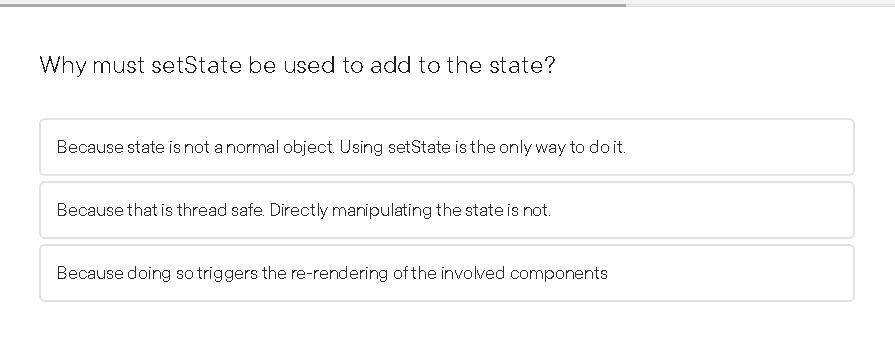 Why must setState be used to add to the state?
Because state is not a normal object. Using setState is the only way to do it.
Because that is thread safe. Directly manipulating the state is not.
Because doing so triggers the re-rendering of the involved components